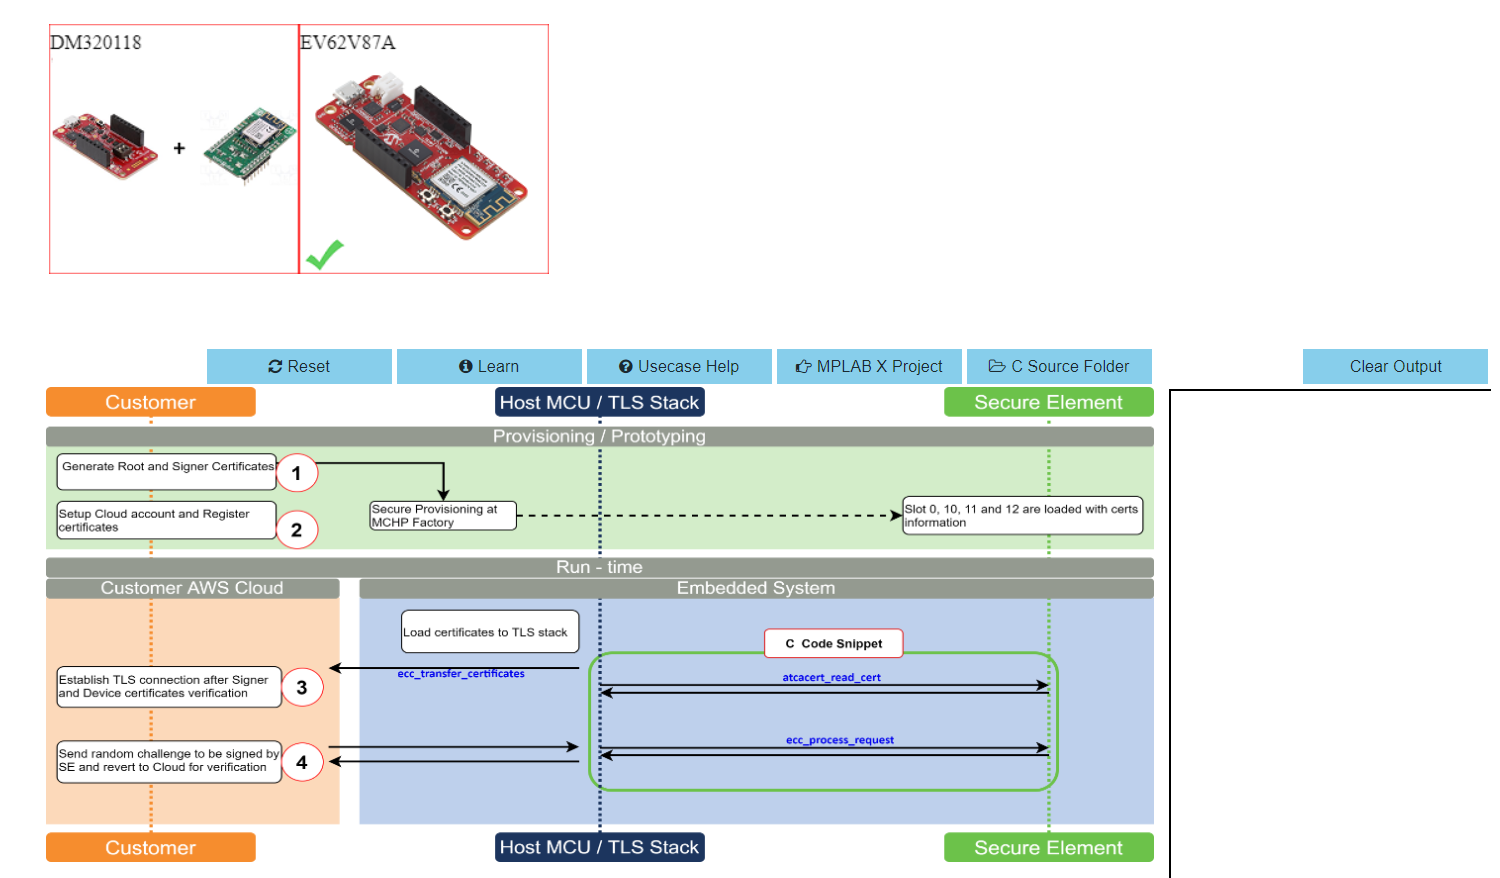 DM320118
EV62V87A
+
Reset
Learn
Usecase Help
MPLAB X Project
C Source Folder
Clear Output
Customer
Host MCU / TLS Stack
Secure Element
Provisioning / Prototyping
Generate Root and Signer Certificates
1
Setup Cloud account and Register
certificates
2
Secure Provisioning at
MCHP Factory
Slot 0, 10, 11 and 12 are loaded with certs
information
Run - time
Customer AWS Cloud
Embedded System
Load certificates to TLS stack
C Code Snippet
ecc_transfer_certificates
atcacert_read_cert
Establish TLS connection after Signer
and Device certificates verification
3
ecc_process_request
Send random challenge to be signed by
SE and revert to Cloud for verification
4
Customer
Host MCU / TLS Stack
Secure Element